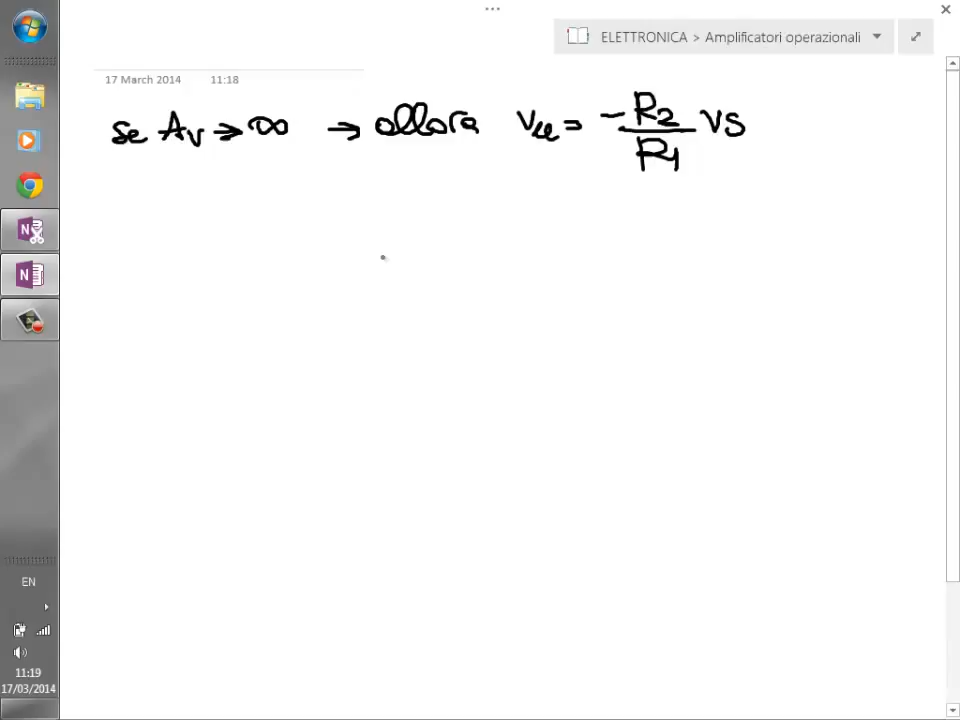 ELETTRONICA > Amplificatori operazionali
17 March 2014 11:18
se Av → ∞ → allora vu = -R2/R1 vs
EN
11:19
17/03/2014